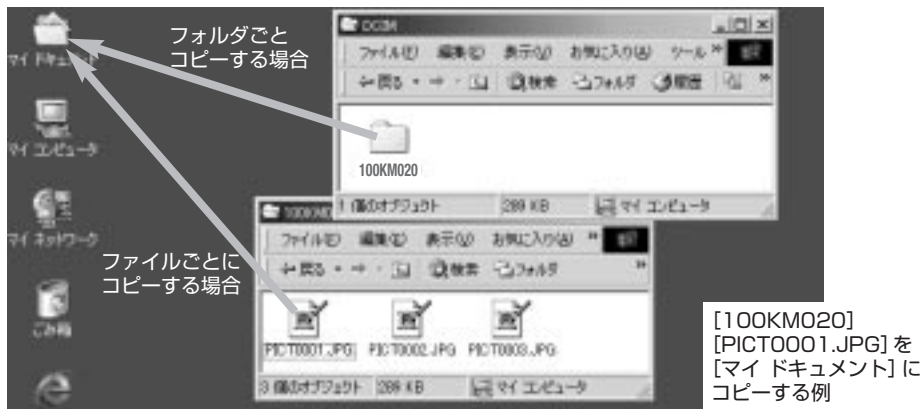 マイ ドキュメント
マイ コンピュータ
マイ ネットワーク
ごみ箱
フォルダごと
コピーする場合
ファイルごとに
コピーする場合
DCIM
ファイル(F) 編集(E) 表示(V) お気に入り(A) ツール »
戻る 検索 フォルダ 履歴 »
100KM020
1 個のオブジェクト 289 KB マイ コンピュータ
ファイル(F) 編集(E) 表示(V) お気に入り(A) »
戻る 検索 フォルダ »
PICT0001.JPG PICT0002.JPG PICT0003.JPG
3 個のオブジェクト 289 KB マイ コンピュータ
[100KM020]
[PICT0001.JPG] を
[マイ ドキュメント] に
コピーする例